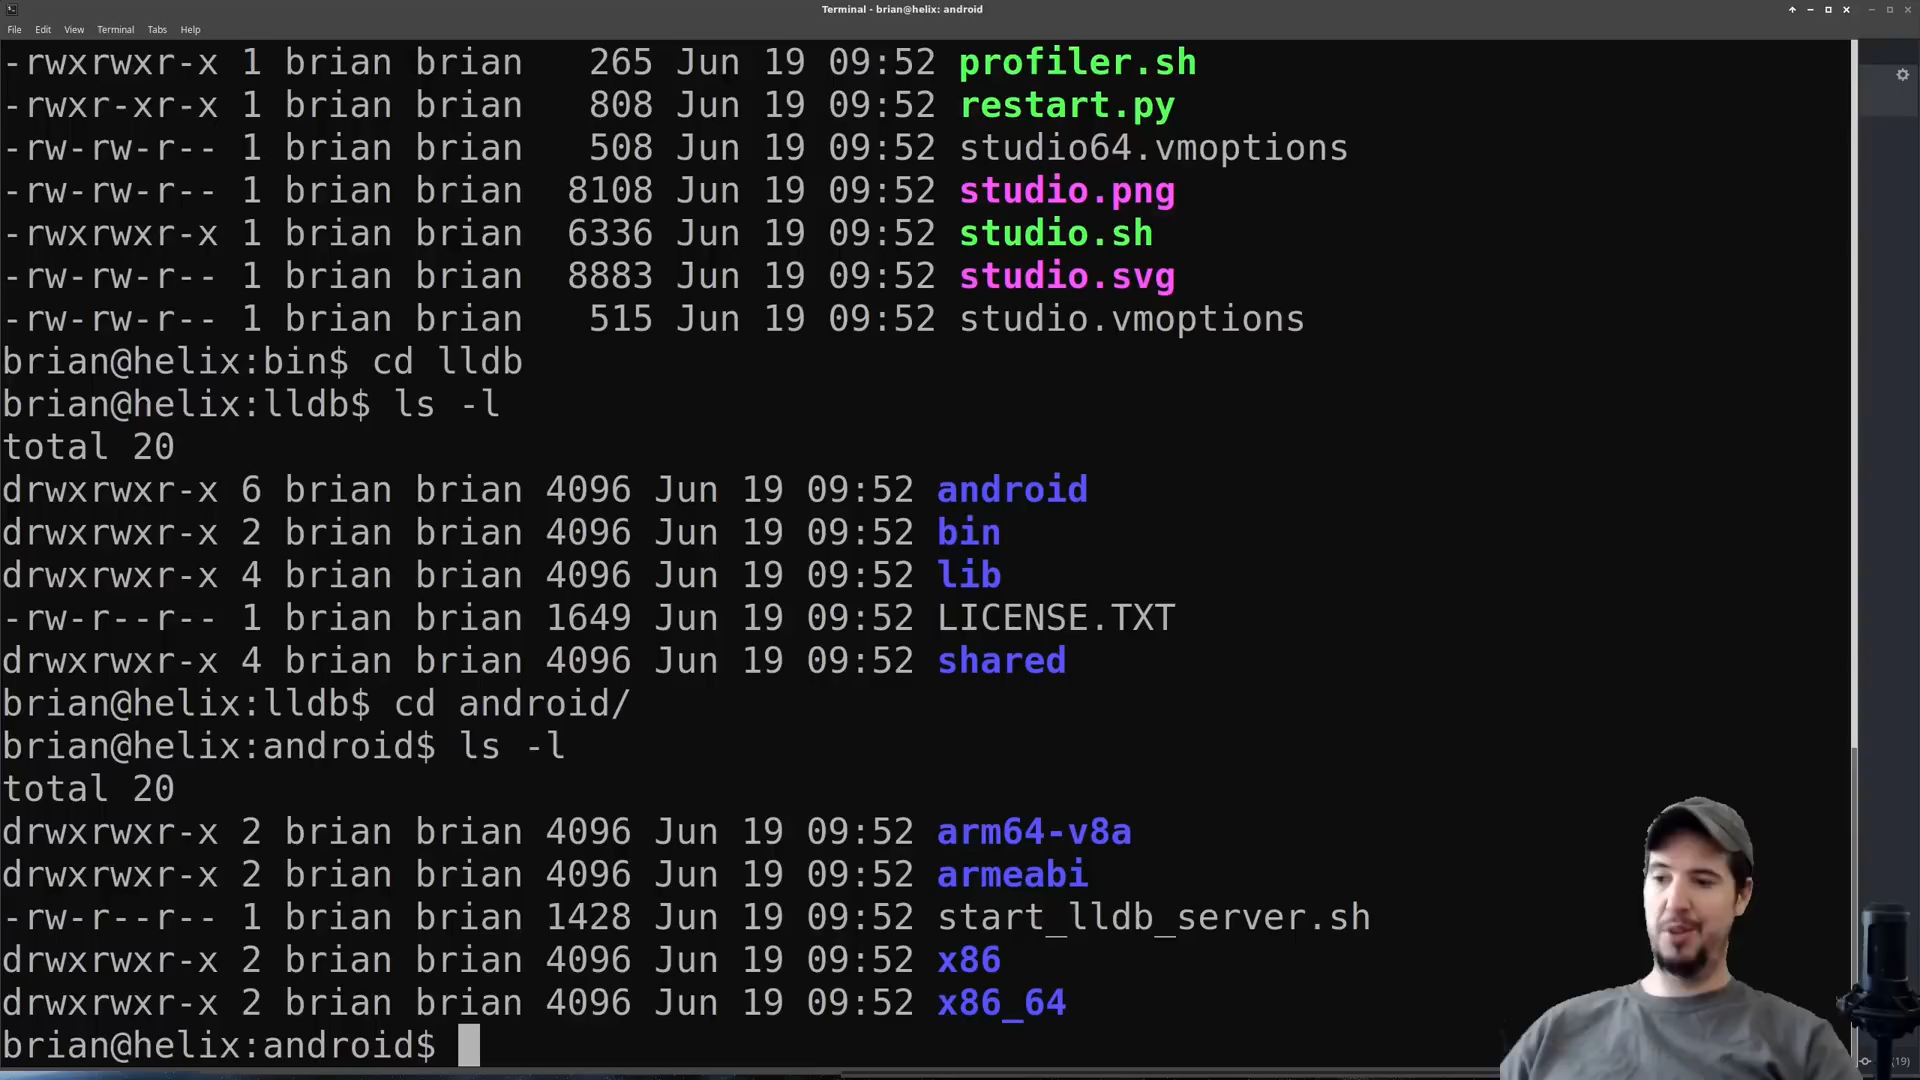 Terminal - brian@helix: android
File Edit View Terminal Tabs Help
-rwxrwxr-x 1 brian brian 265 Jun 19 09:52 profiler.sh
-rwxr-xr-x 1 brian brian 808 Jun 19 09:52 restart.py
-rw-rw-r-- 1 brian brian 508 Jun 19 09:52 studio64.vmoptions
-rw-rw-r-- 1 brian brian 8108 Jun 19 09:52 studio.png
-rwxrwxr-x 1 brian brian 6336 Jun 19 09:52 studio.sh
-rw-rw-r-- 1 brian brian 8883 Jun 19 09:52 studio.svg
-rw-rw-r-- 1 brian brian 515 Jun 19 09:52 studio.vmoptions
brian@helix:bin$ cd lldb
brian@helix:lldb$ ls -l
total 20
drwxrwxr-x 6 brian brian 4096 Jun 19 09:52 android
drwxrwxr-x 2 brian brian 4096 Jun 19 09:52 bin
drwxrwxr-x 4 brian brian 4096 Jun 19 09:52 lib
-rw-r--r-- 1 brian brian 1649 Jun 19 09:52 LICENSE.TXT
drwxrwxr-x 4 brian brian 4096 Jun 19 09:52 shared
brian@helix:lldb$ cd android/
brian@helix:android$ ls -l
total 20
drwxrwxr-x 2 brian brian 4096 Jun 19 09:52 arm64-v8a
drwxrwxr-x 2 brian brian 4096 Jun 19 09:52 armeabi
-rw-r--r-- 1 brian brian 1428 Jun 19 09:52 start_lldb_server.sh
drwxrwxr-x 2 brian brian 4096 Jun 19 09:52 x86
drwxrwxr-x 2 brian brian 4096 Jun 19 09:52 x86_64
brian@helix:android$
(19)